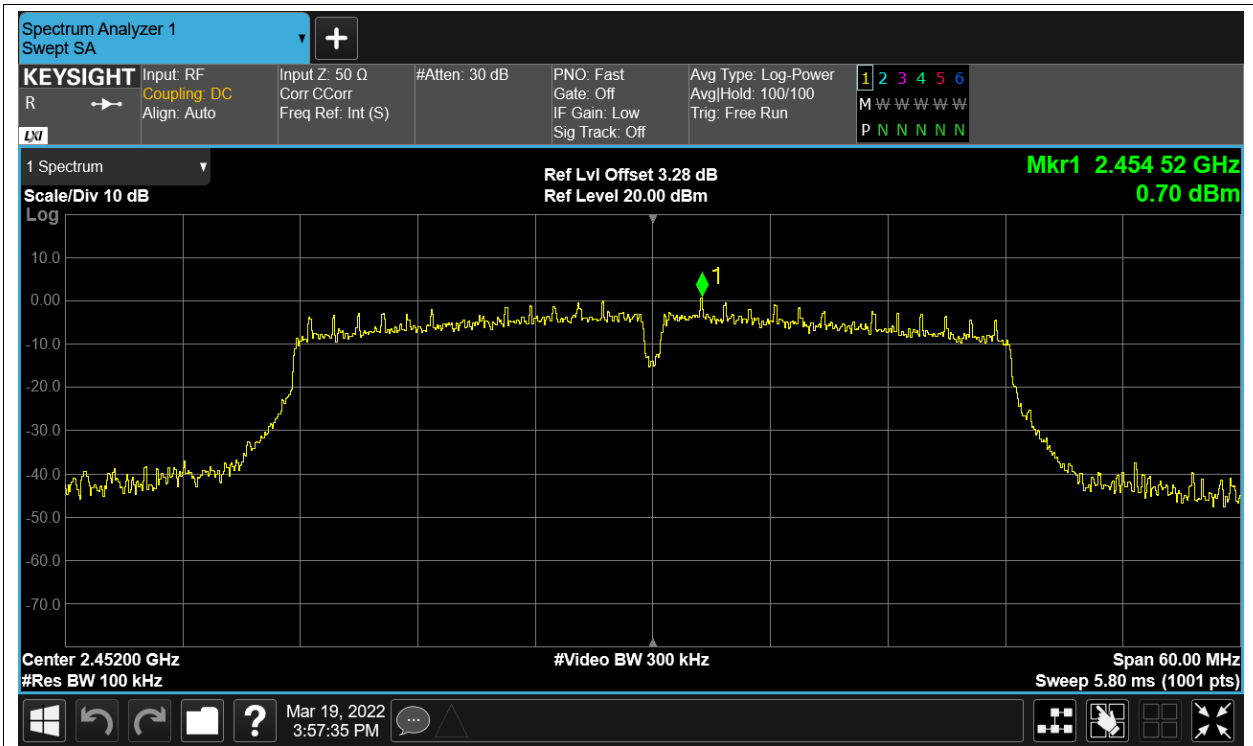 Spectrum Analyzer 1
Swept SA
KEYSIGHT
R
LXI
Input: RF
Coupling: DC
Align: Auto
Input Z: 50 Ω
Corr CCorr
Freq Ref: Int (S)
#Atten: 30 dB
PNO: Fast
Gate: Off
IF Gain: Low
Sig Track: Off
Avg Type: Log-Power
Avg|Hold: 100/100
Trig: Free Run
1 2 3 4 5 6
M W W W W W
P N N N N N
1 Spectrum
Scale/Div 10 dB
Log
Ref Lvl Offset 3.28 dB
Ref Level 20.00 dBm
Mkr1 2.454 52 GHz
0.70 dBm
10.0
0.00
-10.0
-20.0
-30.0
-40.0
-50.0
-60.0
-70.0
1
Center 2.45200 GHz
#Res BW 100 kHz
#Video BW 300 kHz
Span 60.00 MHz
Sweep 5.80 ms (1001 pts)
?
Mar 19, 2022
3:57:35 PM